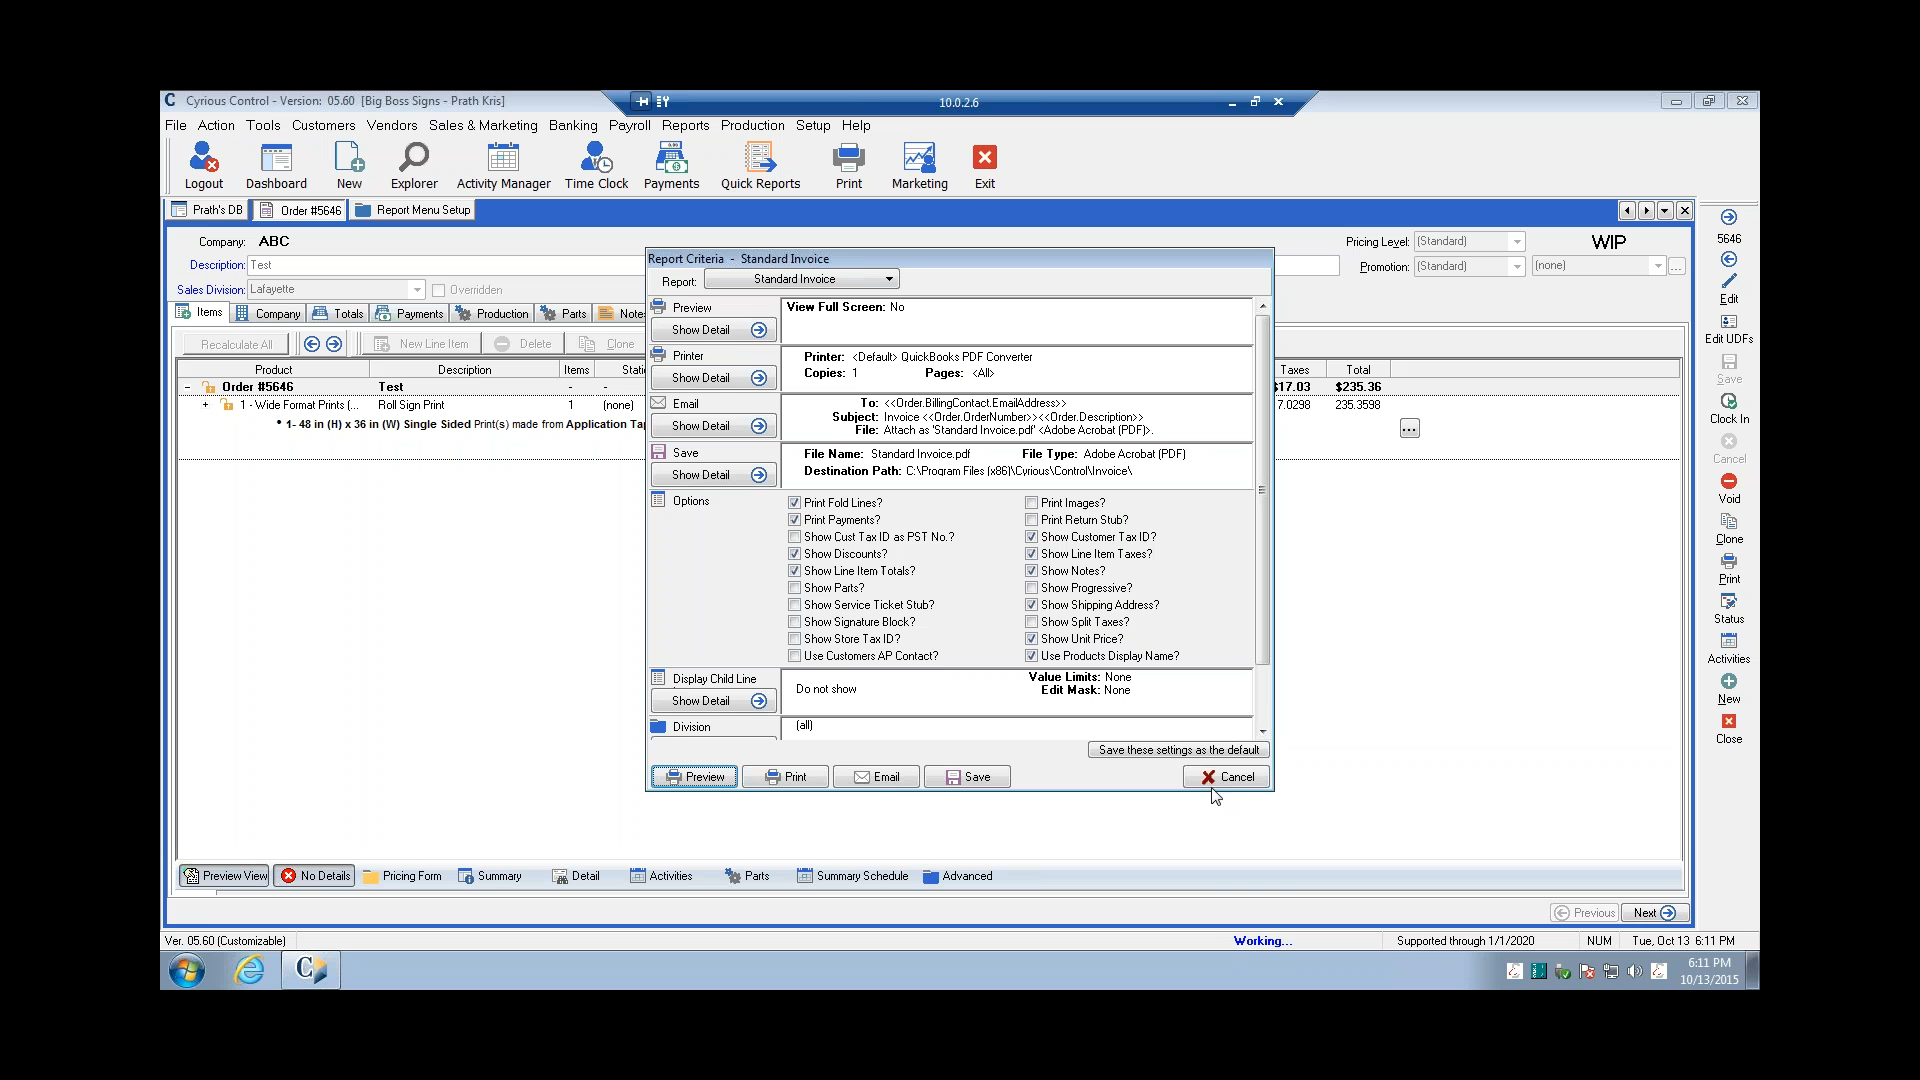 Cyrious Control - Version: 05.60 [Big Boss Signs - Prath Kris]
10.0.2.6
File Action Tools Customers Vendors Sales & Marketing Banking Payroll Reports Production Setup Help
Logout Dashboard New Explorer Activity Manager Time Clock Payments Quick Reports Print Marketing Exit
Prath's DB Order #5646 Report Menu Setup
Company: ABC
Pricing Level: (Standard) WIP
Description: Test
Promotion: (Standard) (none) ...
Sales Division: Lafayette Overridden
Items Company Totals Payments Production Parts Note
Recalculate All New Line Item Delete Clone
Product Description Items Stati Taxes Total
- Order #5646 Test - - $17.03 $235.36
+ 1 - Wide Format Prints (... Roll Sign Print 1 (none) 7.0298 235.3598
• 1- 48 in (H) x 36 in (W) Single Sided Print(s) made from Application Ta
...
Report Criteria - Standard Invoice
Report: Standard Invoice
Preview
Show Detail
View Full Screen: No
Printer
Show Detail
Printer: <Default> QuickBooks PDF Converter
Copies: 1 Pages: <All>
Email
Show Detail
To: <<Order.BillingContact.EmailAddress>>
Subject: Invoice <<Order.OrderNumber>><<Order.Description>>
File: Attach as 'Standard Invoice.pdf' <Adobe Acrobat (PDF)>.
Save
Show Detail
File Name: Standard Invoice.pdf File Type: Adobe Acrobat (PDF)
Destination Path: C:\Program Files (x86)\Cyrious\Control\Invoice\
Options
Print Fold Lines? Print Images?
Print Payments? Print Return Stub?
Show Cust Tax ID as PST No.? Show Customer Tax ID?
Show Discounts? Show Line Item Taxes?
Show Line Item Totals? Show Notes?
Show Parts? Show Progressive?
Show Service Ticket Stub? Show Shipping Address?
Show Signature Block? Show Split Taxes?
Show Store Tax ID? Show Unit Price?
Use Customers AP Contact? Use Products Display Name?
Display Child Line
Show Detail
Do not show
Value Limits: None
Edit Mask: None
Division
(all)
Save these settings as the default
Preview Print Email Save Cancel
5646
Edit
Edit UDFs
Save
Clock In
Cancel
Void
Clone
Print
Status
Activities
New
Close
Preview View No Details Pricing Form Summary Detail Activities Parts Summary Schedule Advanced
Previous Next
Ver. 05.60 (Customizable) Working... Supported through 1/1/2020 NUM Tue, Oct 13 6:11 PM
6:11 PM
10/13/2015